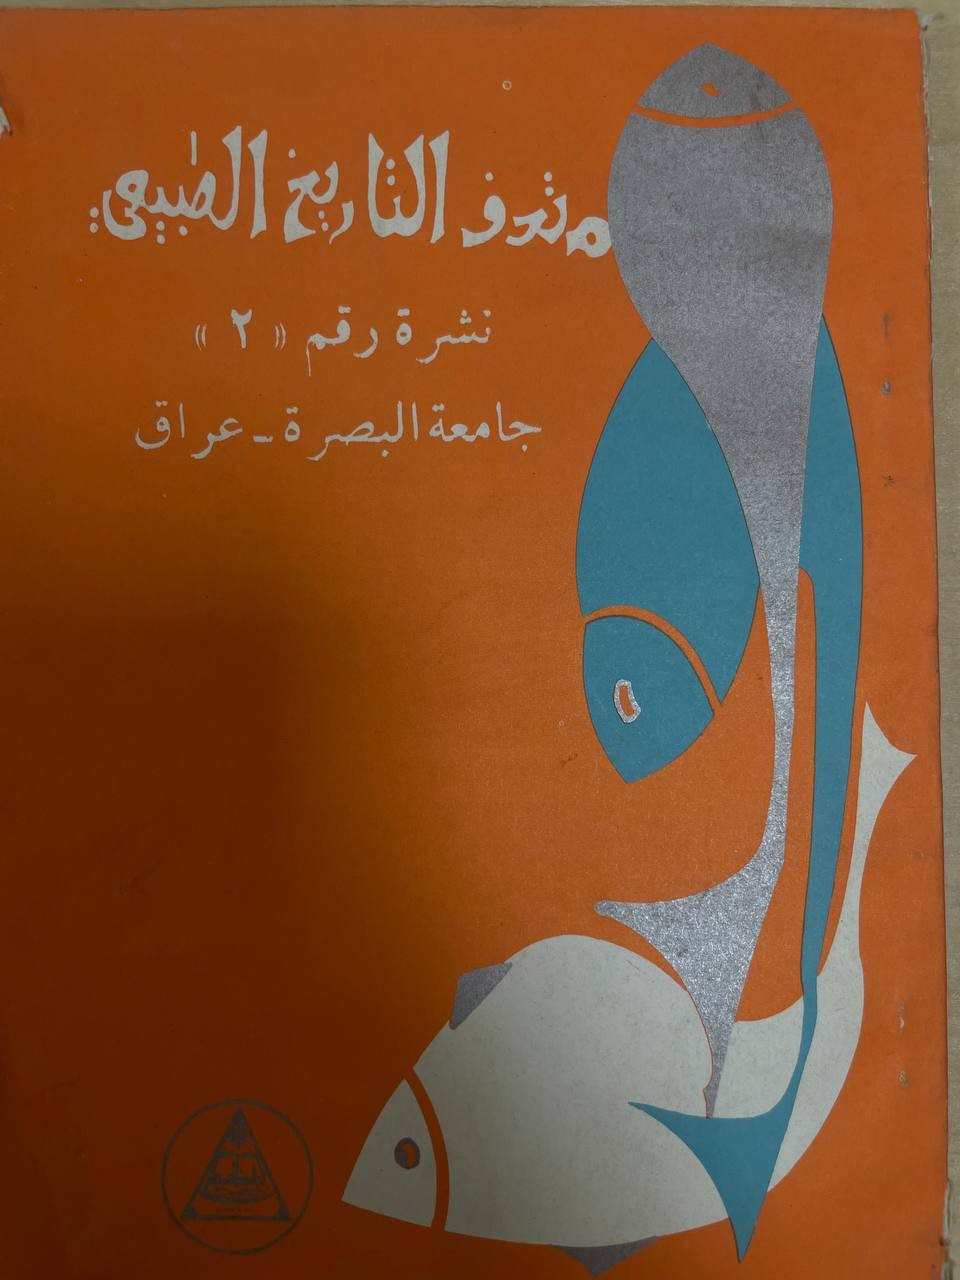 متحف التاريخ الطبيعي
نشرة رقم «٢»
جامعة البصرة - عراق